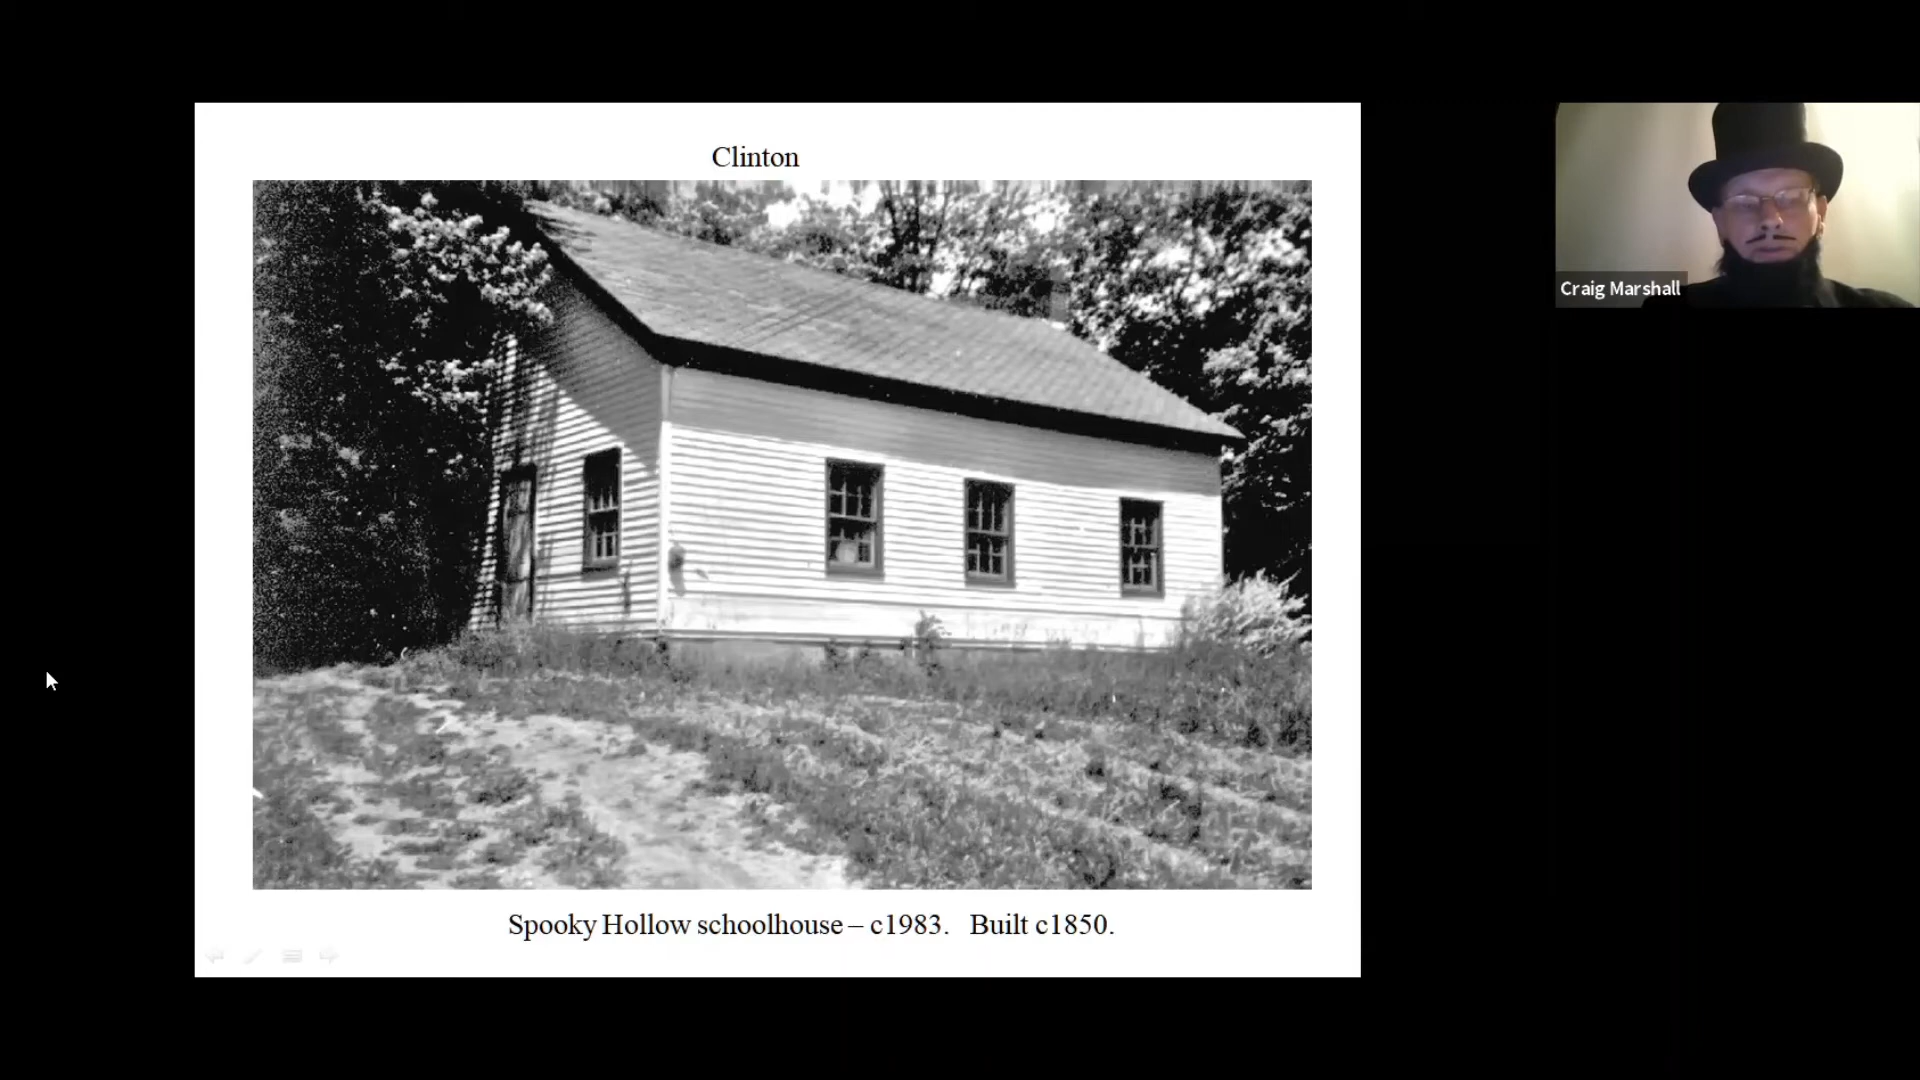 Clinton
Craig Marshall
Spooky Hollow schoolhouse – c1983. Built c1850.